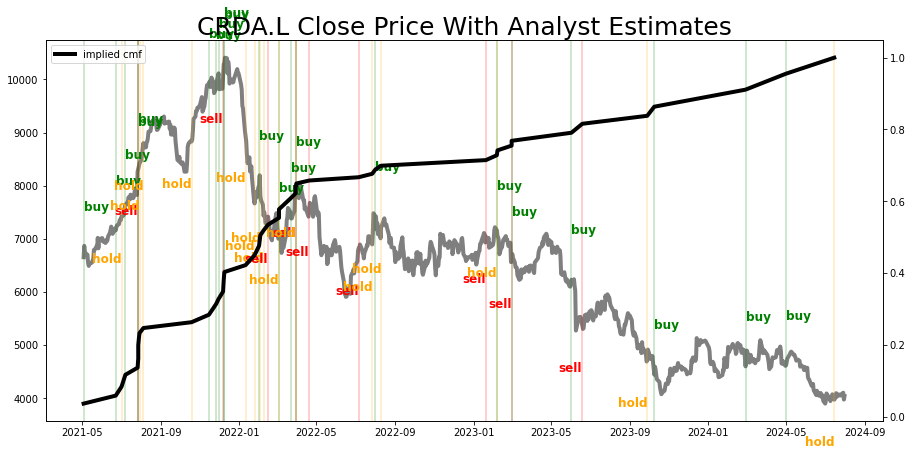 CRDA.L Close Price With Analyst Estimates
implied cmf
buy
buy
buy
buy
buy
10000
9000
8000
7000
6000
5000
4000
1.0
0.8
0.6
0.4
0.2
0.0
buy
hold
buy
sell
hold
buy
hold
buy
buy
hold
sell
hold
hold
hold
hold
sell
buy
hold
buy
hold
sell
buy
buy
sell
sell
hold
hold
buy
sell
hold
buy
sell
buy
sell
buy
hold
buy
buy
buy
hold
2021-05
2021-09
2022-01
2022-05
2022-09
2023-01
2023-05
2023-09
2024-01
2024-05
2024-09